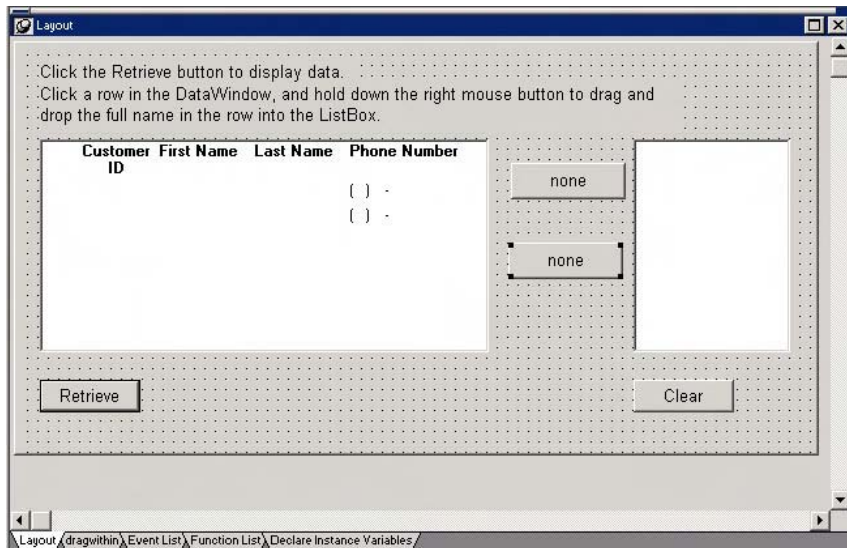 Layout
Click the Retrieve button to display data.
Click a row in the DataWindow, and hold down the right mouse button to drag and
drop the full name in the row into the ListBox.
Customer ID First Name Last Name Phone Number
( ) -
( ) -
none
none
Retrieve
Clear
Layout dragwithin Event List Function List Declare Instance Variables